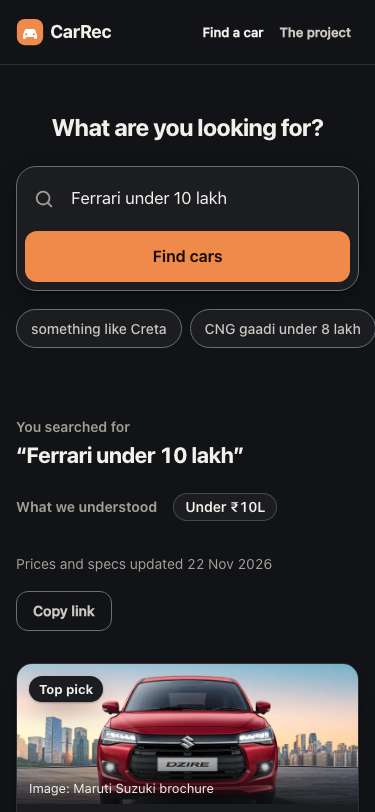 CarRec
Find a car
The project
What are you looking for?
Ferrari under 10 lakh
Find cars
something like Creta
CNG gaadi under 8 lakh
You searched for
“Ferrari under 10 lakh”
What we understood
Under ₹10L
Prices and specs updated 22 Nov 2026
Copy link
Top pick
DZIRE
Image: Maruti Suzuki brochure